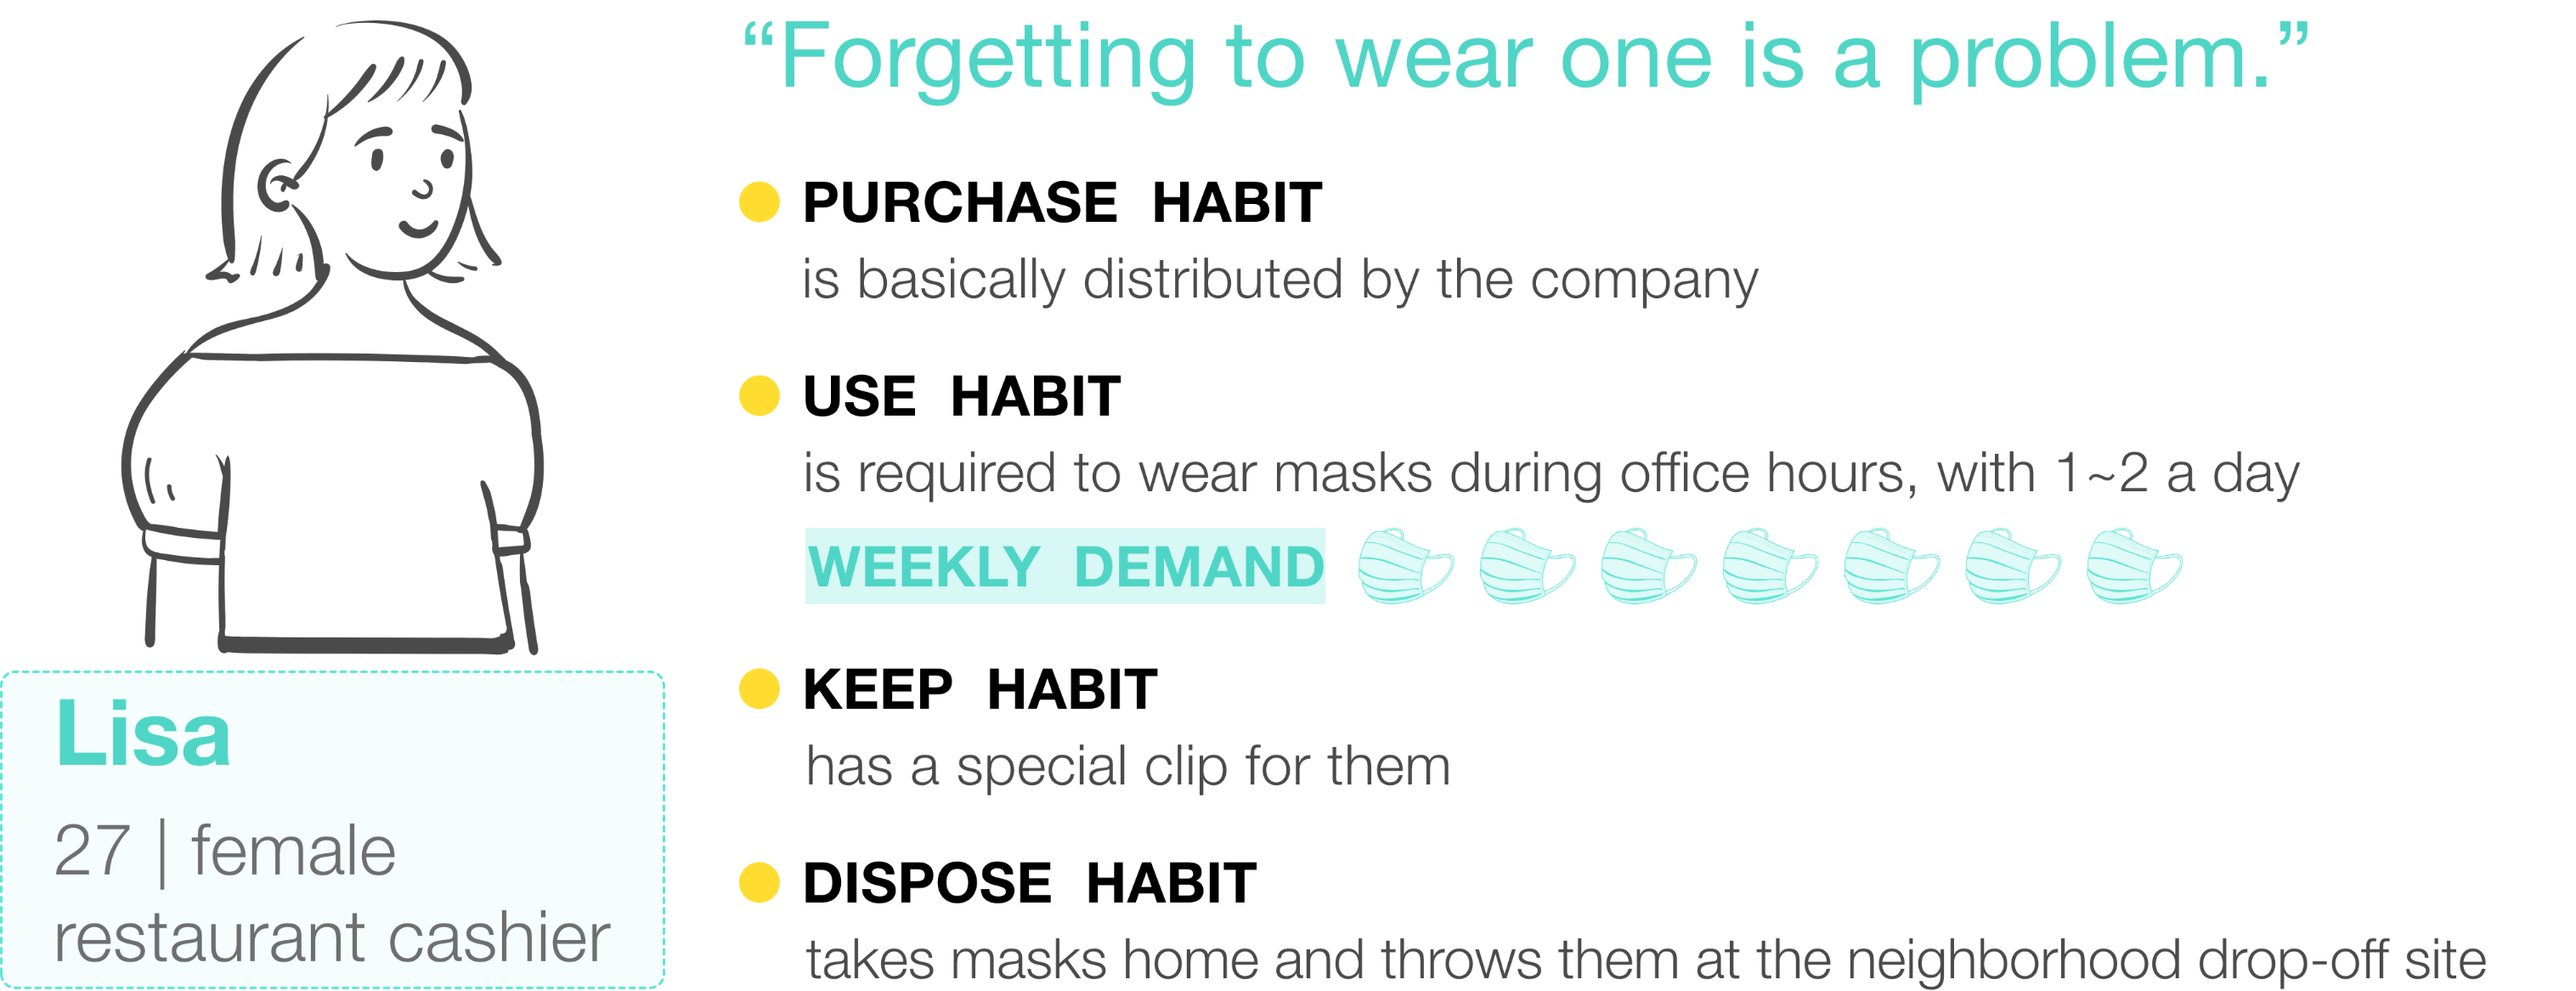 “Forgetting to wear one is a problem.”
PURCHASE HABIT
is basically distributed by the company
USE HABIT
is required to wear masks during office hours, with 1~2 a day
WEEKLY DEMAND
KEEP HABIT
has a special clip for them
DISPOSE HABIT
takes masks home and throws them at the neighborhood drop-off site
Lisa
27 | female
restaurant cashier